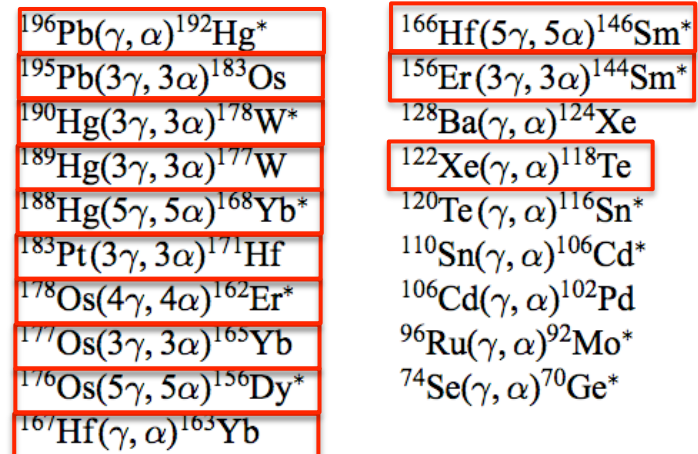 ¹⁹⁶Pb(γ, α)¹⁹²Hg*
¹⁹⁵Pb(3γ, 3α)¹⁸³Os
¹⁹⁰Hg(3γ, 3α)¹⁷⁸W*
¹⁸⁹Hg(3γ, 3α)¹⁷⁷W
¹⁸⁸Hg(5γ, 5α)¹⁶⁸Yb*
¹⁸³Pt(3γ, 3α)¹⁷¹Hf
¹⁷⁸Os(4γ, 4α)¹⁶²Er*
¹⁷⁷Os(3γ, 3α)¹⁶⁵Yb
¹⁷⁶Os(5γ, 5α)¹⁵⁶Dy*
¹⁶⁷Hf(γ, α)¹⁶³Yb
¹⁶⁶Hf(5γ, 5α)¹⁴⁶Sm*
¹⁵⁶Er(3γ, 3α)¹⁴⁴Sm*
¹²⁸Ba(γ, α)¹²⁴Xe
¹²²Xe(γ, α)¹¹⁸Te
¹²⁰Te(γ, α)¹¹⁶Sn*
¹¹⁰Sn(γ, α)¹⁰⁶Cd*
¹⁰⁶Cd(γ, α)¹⁰²Pd
⁹⁶Ru(γ, α)⁹²Mo*
⁷⁴Se(γ, α)⁷⁰Ge*